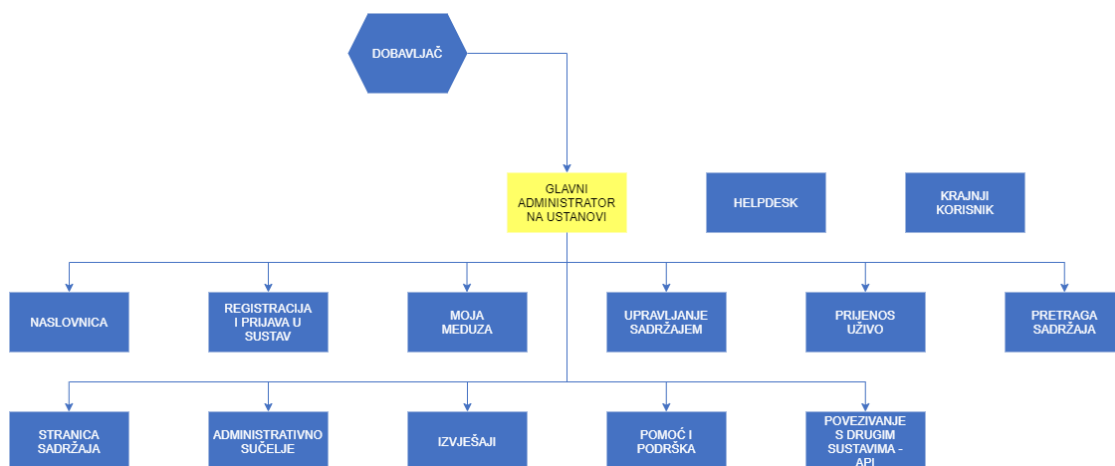 DOBAVLJAČ
GLAVNI
ADMINISTRATOR
NA USTANOVI
HELPDESK
KRAJNJI
KORISNIK
NASLOVNICA
REGISTRACIJA
I PRIJAVA U
SUSTAV
MOJA
MEDUZA
UPRAVLJANJE
SADRŽAJEM
PRIJENOS
UŽIVO
PRETRAGA
SADRŽAJA
STRANICA
SADRŽAJA
ADMINISTRATIVNO
SUČELJE
IZVJEŠAJI
POMOĆ I
PODRŠKA
POVEZIVANJE
S DRUGIM
SUSTAVIMA -
API